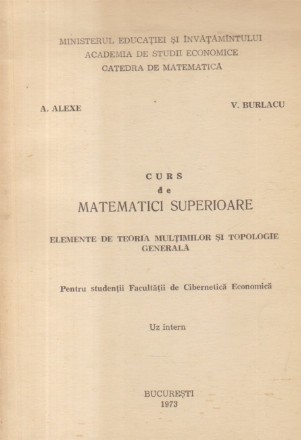 MINISTERUL EDUCAȚIEI ȘI ÎNVĂȚĂMÎNTULUI
ACADEMIA DE STUDII ECONOMICE
CATEDRA DE MATEMATICĂ
A. ALEXE V. BURLACU
CURS
de
MATEMATICI SUPERIOARE
ELEMENTE DE TEORIA MULȚIMILOR ȘI TOPOLOGIE
GENERALĂ
Pentru studenții Facultății de Cibernetică Economică
Uz intern
BUCUREȘTI
1973